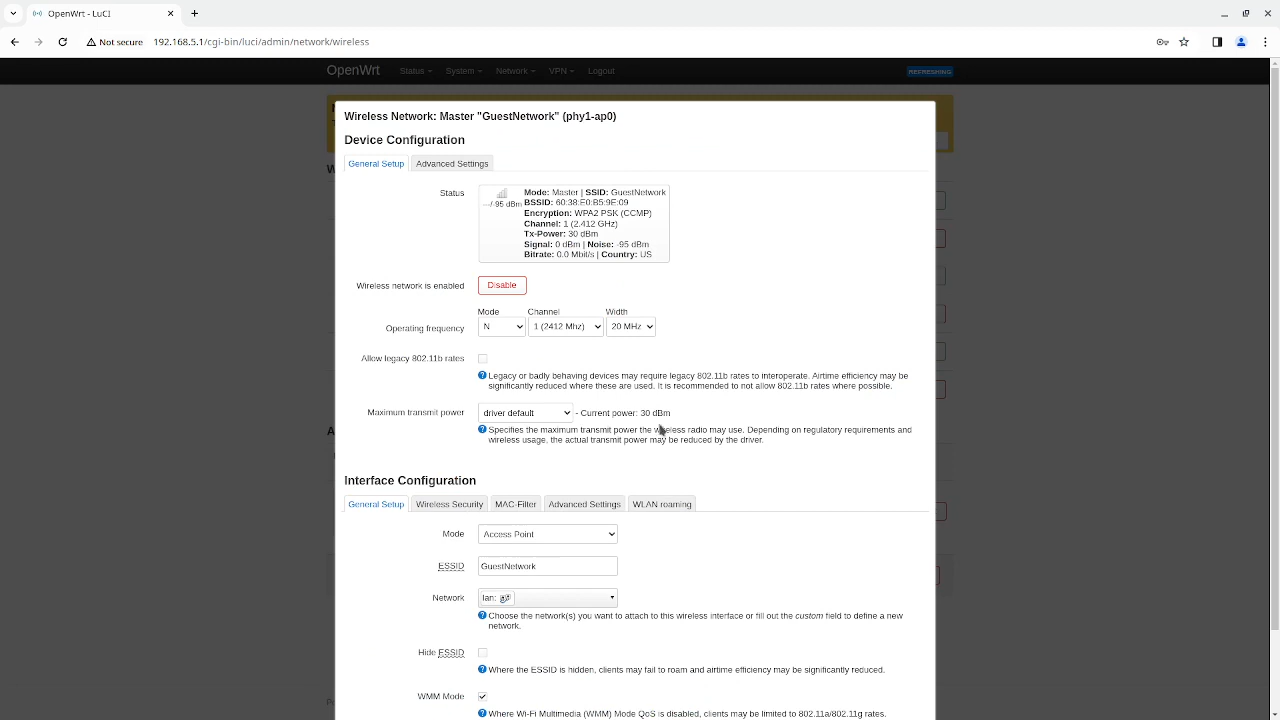 OpenWrt - LuCI
Not secure
192.168.5.1/cgi-bin/luci/admin/network/wireless
OpenWrt
Status
System
Network
VPN
Logout
REFRESHING
Wireless Network: Master "GuestNetwork" (phy1-ap0)
Device Configuration
General Setup
Advanced Settings
Status
---/-95 dBm
Mode: Master | SSID: GuestNetwork
BSSID: 60:38:E0:B5:9E:09
Encryption: WPA2 PSK (CCMP)
Channel: 1 (2.412 GHz)
Tx-Power: 30 dBm
Signal: 0 dBm | Noise: -95 dBm
Bitrate: 0.0 Mbit/s | Country: US
Wireless network is enabled
Disable
Mode
Channel
Width
Operating frequency
N
1 (2412 Mhz)
20 MHz
Allow legacy 802.11b rates
Legacy or badly behaving devices may require legacy 802.11b rates to interoperate. Airtime efficiency may be
significantly reduced where these are used. It is recommended to not allow 802.11b rates where possible.
Maximum transmit power
driver default
- Current power: 30 dBm
Specifies the maximum transmit power the wireless radio may use. Depending on regulatory requirements and
wireless usage, the actual transmit power may be reduced by the driver.
Interface Configuration
General Setup
Wireless Security
MAC-Filter
Advanced Settings
WLAN roaming
Mode
Access Point
ESSID
GuestNetwork
Network
lan:
Choose the network(s) you want to attach to this wireless interface or fill out the custom field to define a new
network.
Hide ESSID
Where the ESSID is hidden, clients may fail to roam and airtime efficiency may be significantly reduced.
WMM Mode
Where Wi-Fi Multimedia (WMM) Mode QoS is disabled, clients may be limited to 802.11a/802.11g rates.